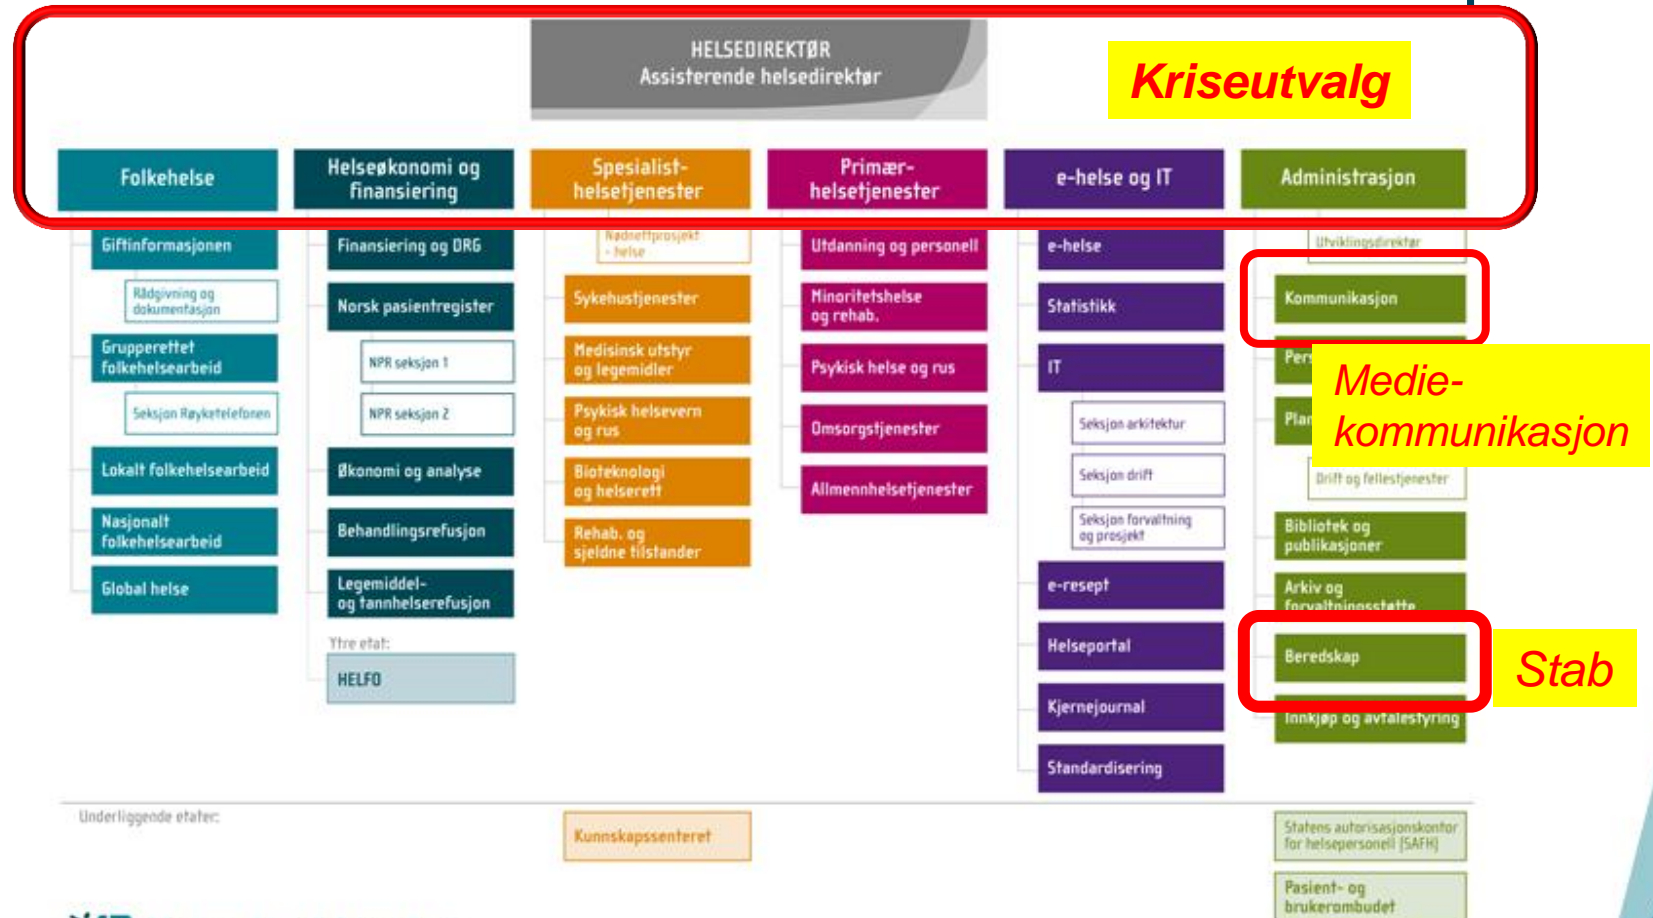 HELSEDIREKTØR
Assisterende helsedirektør
Kriseutvalg
Folkehelse
Giftinformasjonen
Rådgivning og
dokumentasjon
Grupperettet
folkehelsearbeid
Seksjon Røyketelefonen
Lokalt folkehelsearbeid
Nasjonalt
folkehelsearbeid
Global helse
Helseøkonomi og
finansiering
Finansiering og DRG
Norsk pasientregister
NPR seksjon 1
NPR seksjon 2
Økonomi og analyse
Behandlingsrefusjon
Legemiddel-
og tannhelserefusjon
Ytre etat:
HELFO
Spesialist-
helsetjenester
Nødnettprosjekt
- helse
Sykehustjenester
Medisinsk utstyr
og legemidler
Psykisk helsevern
og rus
Bioteknologi
og helserett
Rehab. og
sjeldne tilstander
Primær-
helsetjenester
Utdanning og personell
Minoritetshelse
og rehab.
Psykisk helse og rus
Omsorgstjenester
Allmennhelsetjenester
e-helse og IT
e-helse
Statistikk
IT
Seksjon arkitektur
Seksjon drift
Seksjon forvaltning
og prosjekt
e-resept
Helseportal
Kjernejournal
Standardisering
Administrasjon
Utviklingsdirektør
Kommunikasjon
Medie-
kommunikasjon
Drift og fellestjenester
Bibliotek og
publikasjoner
Arkiv og
forvaltningsstøtte
Beredskap
Stab
Innkjøp og avtalestyring
Underliggende etater:
Kunnskapssenteret
Statens autorisasjonskontor
for helsepersonell (SAFH)
Pasient- og
brukerombudet